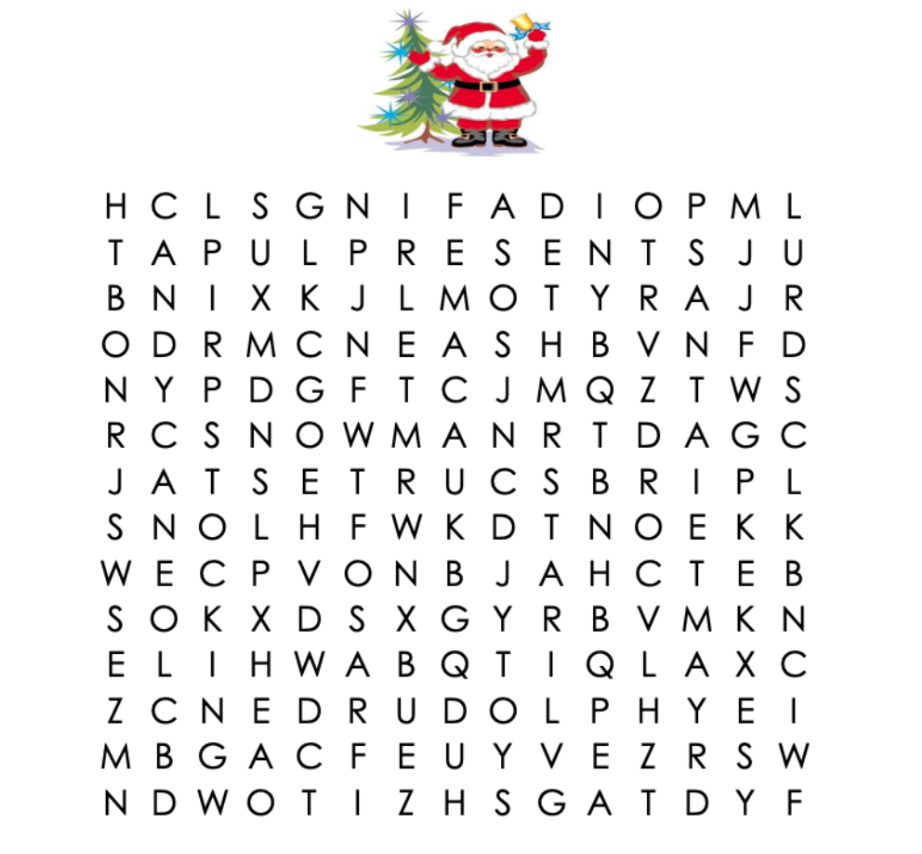 H C L S G N I F A D I O P M L
T A P U L P R E S E N T S J U
B N I X K J L M O T Y R A J R
O D R M C N E A S H B V N F D
N Y P D G F T C J M Q Z T W S
R C S N O W M A N R T D A G C
J A T S E T R U C S B R I P L
S N O L H F W K D T N O E K K
W E C P V O N B J A H C T E B
S O K X D S X G Y R B V M K N
E L I H W A B Q T I Q L A X C
Z C N E D R U D O L P H Y E I
M B G A C F E U Y V E Z R S W
N D W O T I Z H S G A T D Y F